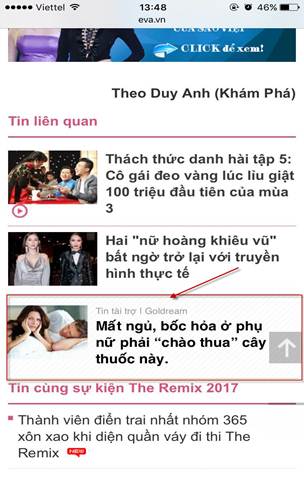 Viettel 13:48 46%
eva.vn
CỦA SAO VIỆT
CLICK để xem!
Theo Duy Anh (Khám Phá)
Tin liên quan
Thách thức danh hài tập 5:
Cô gái đeo vàng lúc lỉu giật
100 triệu đầu tiên của mùa
3
Hai "nữ hoàng khiêu vũ"
bất ngờ trở lại với truyền
hình thực tế
Tin tài trợ | Goldream
Mất ngủ, bốc hỏa ở phụ
nữ phải “chào thua” cây
thuốc này.
Tin cùng sự kiện The Remix 2017
Thành viên điển trai nhất nhóm 365
xôn xao khi diện quần váy đi thi The
Remix NEW